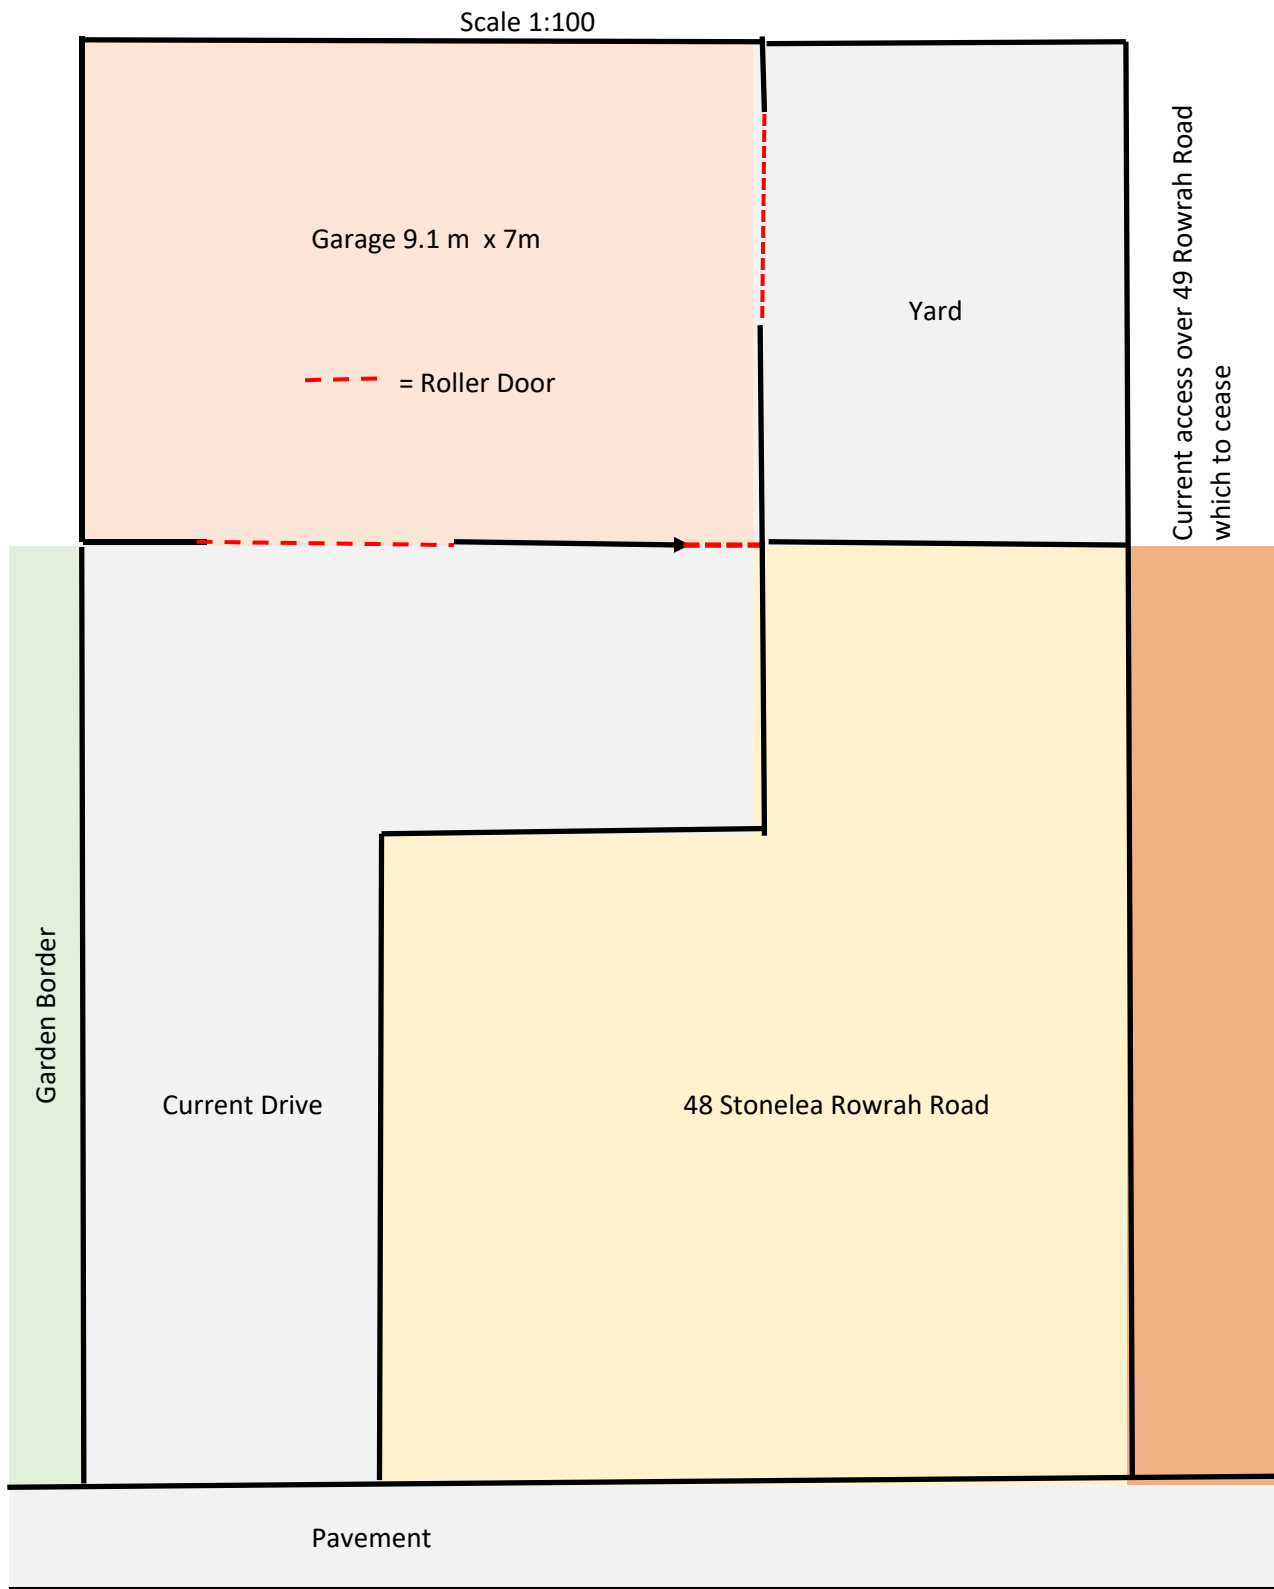 Scale 1:100
Garage 9.1 m  x 7m
= Roller Door
Yard
Current access over 49 Rowrah Road
which to cease
Garden Border
Current Drive
48 Stonelea Rowrah Road
Pavement